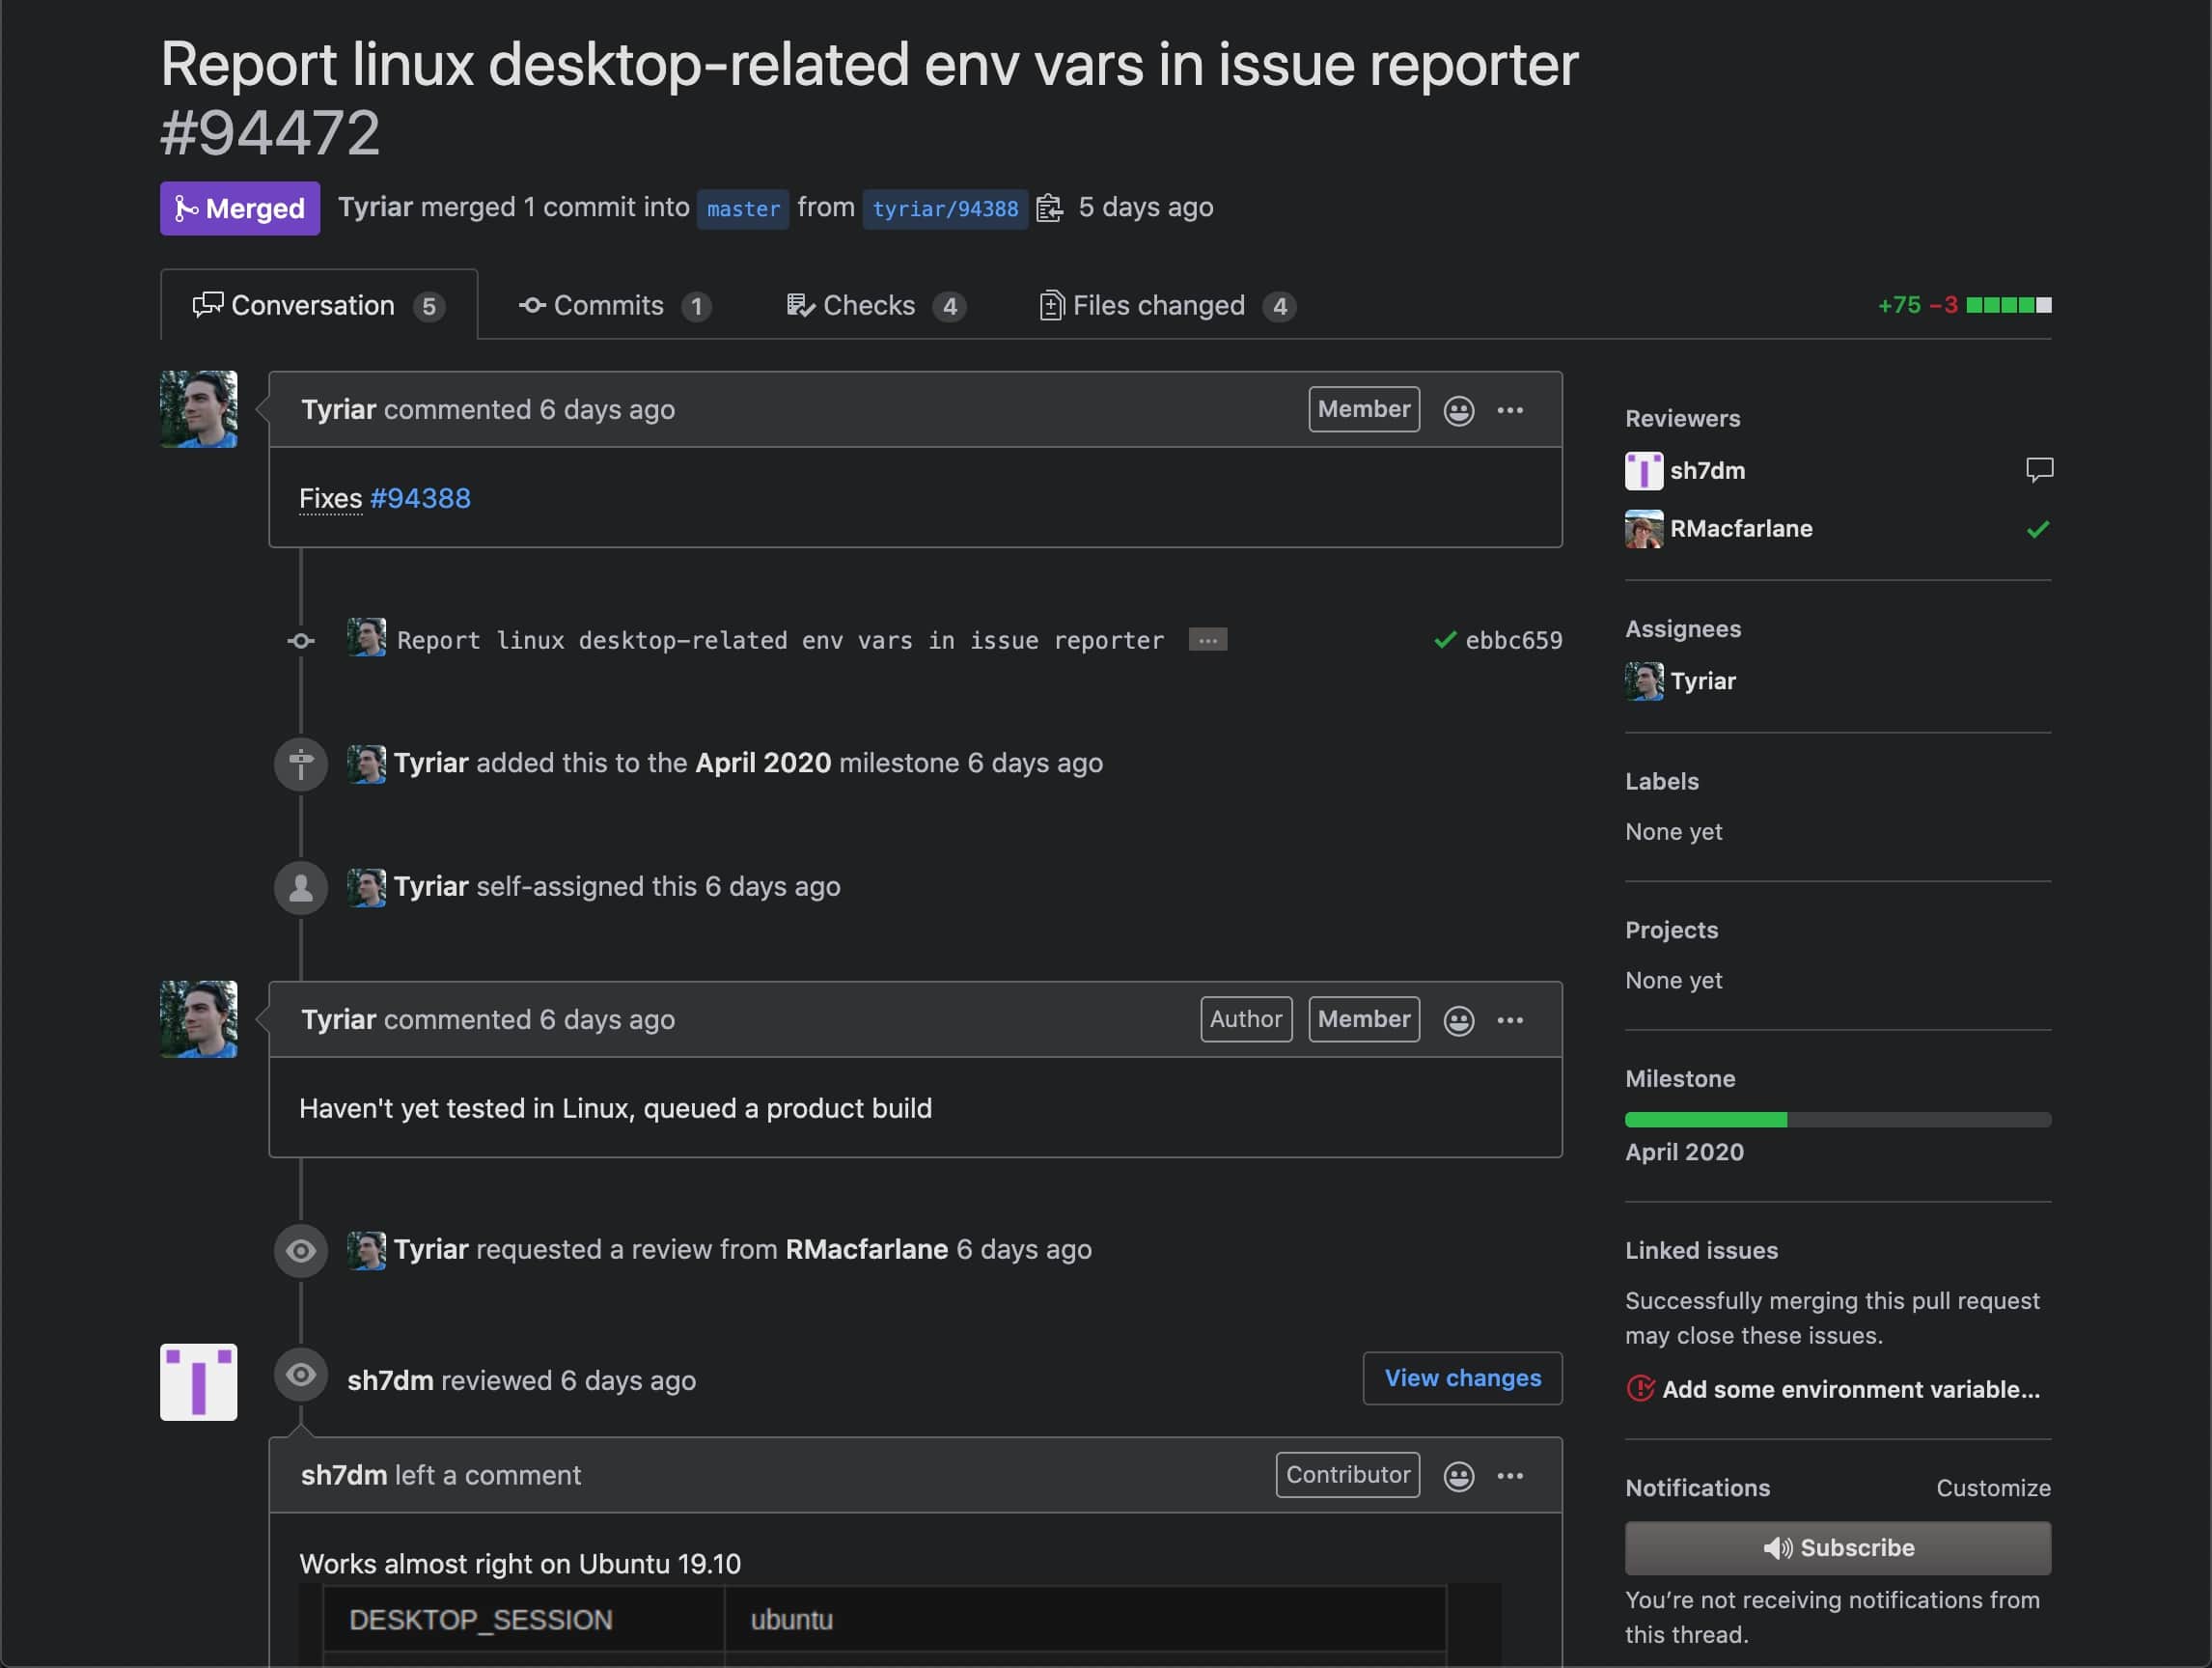 Report linux desktop-related env vars in issue reporter
#94472
Merged Tyriar merged 1 commit into master from tyriar/94388 5 days ago
Conversation 5 Commits 1 Checks 4 Files changed 4 +75 −3
Tyriar commented 6 days ago Member
Fixes #94388
Report linux desktop-related env vars in issue reporter ... ebbc659
Tyriar added this to the April 2020 milestone 6 days ago
Tyriar self-assigned this 6 days ago
Tyriar commented 6 days ago Author Member
Haven't yet tested in Linux, queued a product build
Tyriar requested a review from RMacfarlane 6 days ago
sh7dm reviewed 6 days ago View changes
sh7dm left a comment Contributor
Works almost right on Ubuntu 19.10
DESKTOP_SESSION ubuntu
Reviewers
sh7dm
RMacfarlane
Assignees
Tyriar
Labels
None yet
Projects
None yet
Milestone
April 2020
Linked issues
Successfully merging this pull request
may close these issues.
Add some environment variable...
Notifications Customize
Subscribe
You’re not receiving notifications from
this thread.